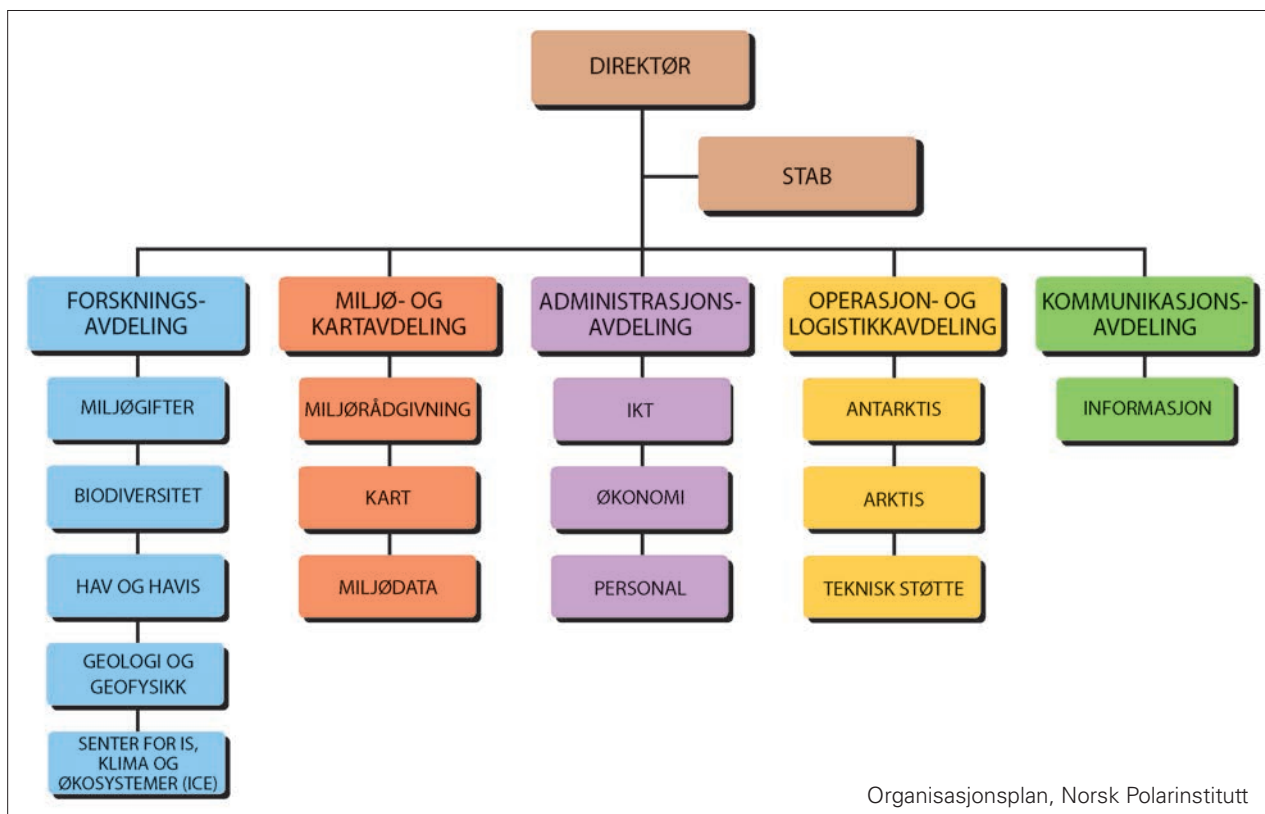 DIREKTØR
STAB
FORSKNINGS-
AVDELING
MILJØGIFTER
BIODIVERSITET
HAV OG HAVIS
GEOLOGI OG
GEOFYSIKK
SENTER FOR IS,
KLIMA OG
ØKOSYSTEMER (ICE)
MILJØ- OG
KARTAVDELING
MILJØRÅDGIVNING
KART
MILJØDATA
ADMINISTRASJONS-
AVDELING
IKT
ØKONOMI
PERSONAL
OPERASJON- OG
LOGISTIKKAVDELING
ANTARKTIS
ARKTIS
TEKNISK STØTTE
KOMMUNIKASJONS-
AVDELING
INFORMASJON
Organisasjonsplan, Norsk Polarinstitutt